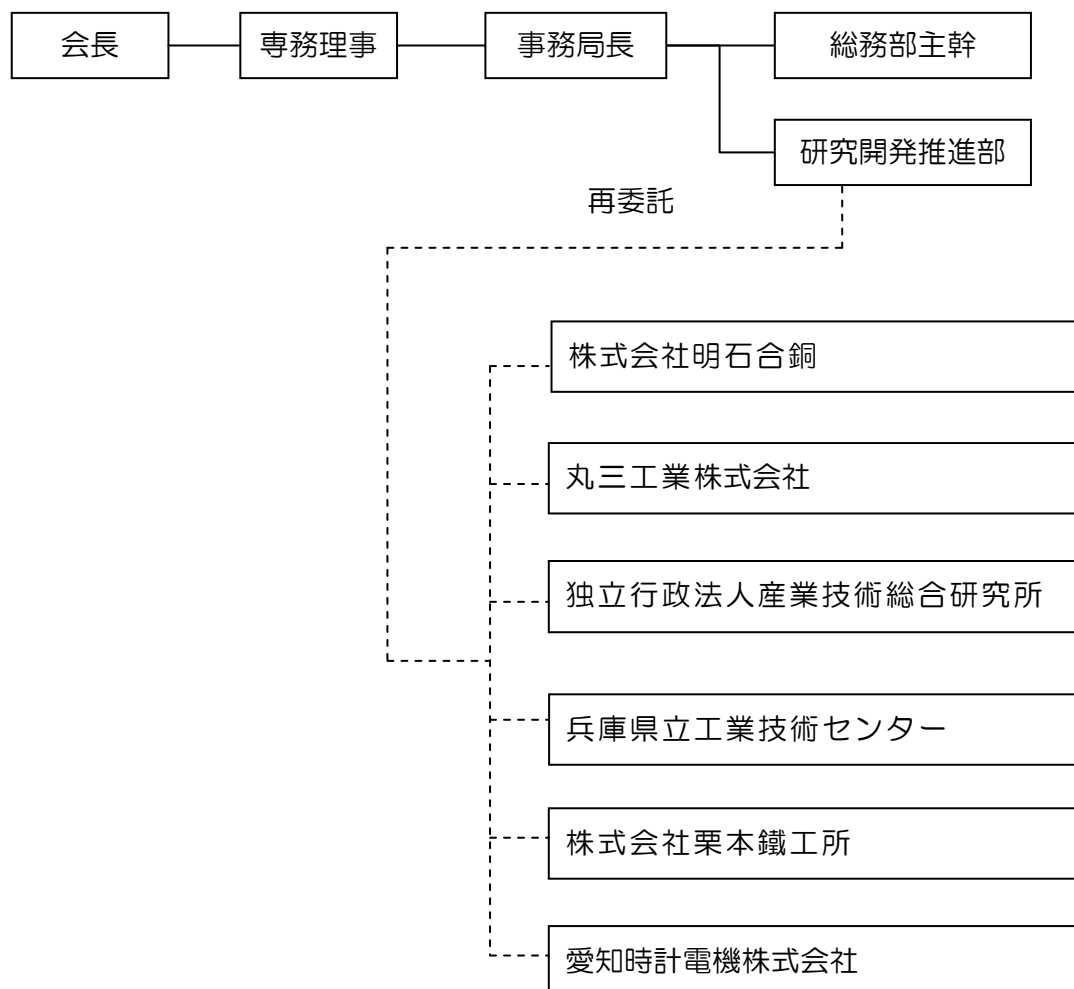 会長
専務理事
事務局長
総務部主幹
研究開発推進部
再委託
株式会社明石合銅
丸三工業株式会社
独立行政法人産業技術総合研究所
兵庫県立工業技術センター
株式会社栗本鐵工所
愛知時計電機株式会社